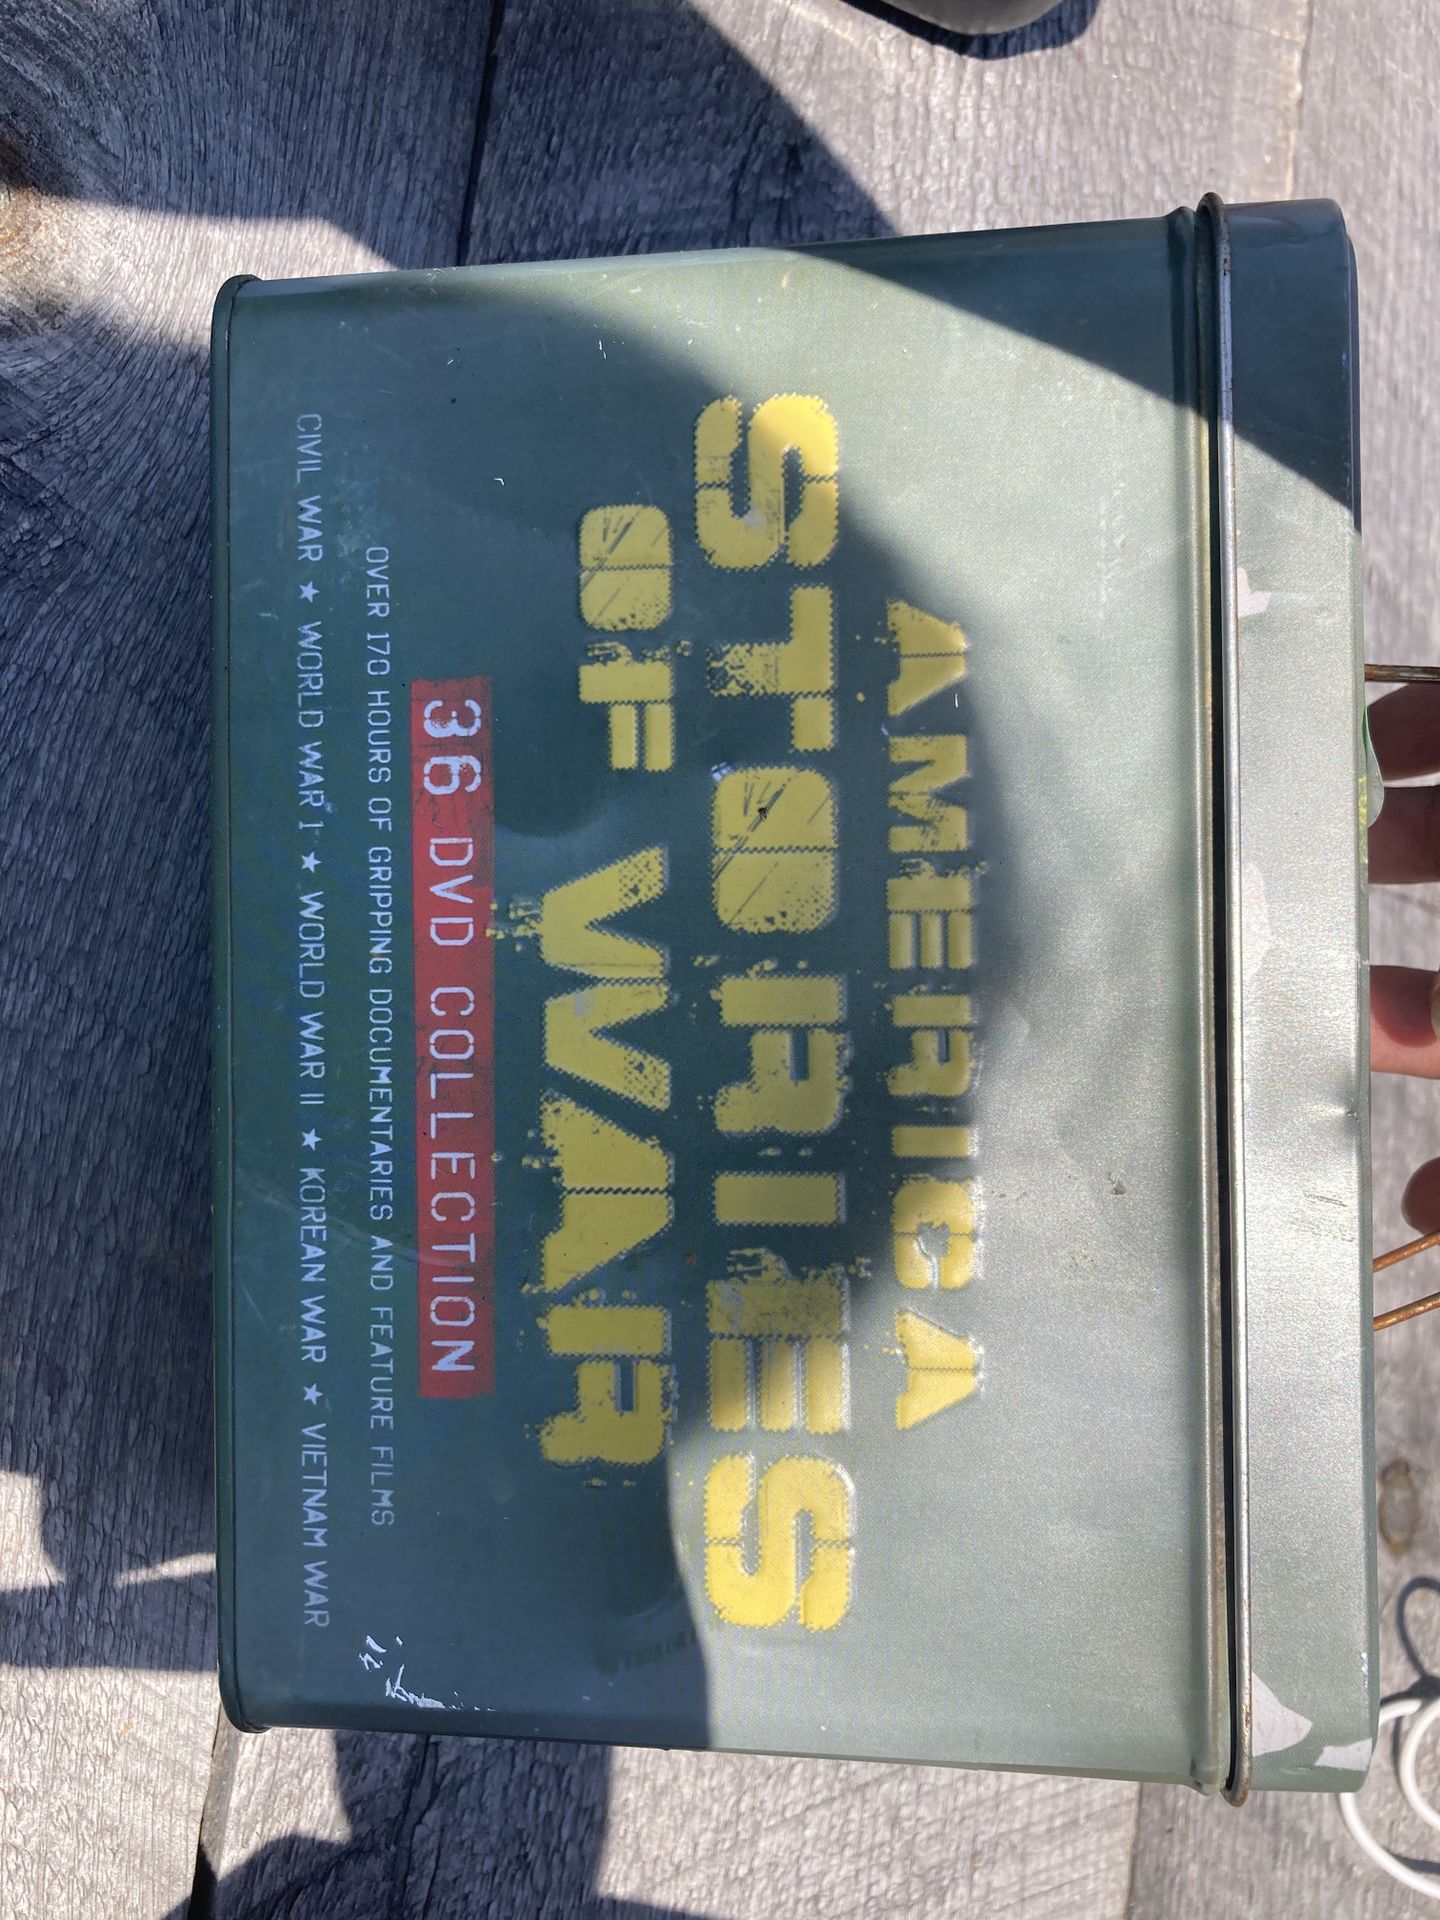 AMERICA
STORIES
OF WAR
36 DVD COLLECTION
OVER 170 HOURS OF GRIPPING DOCUMENTARIES AND FEATURE FILMS
CIVIL WAR ★ WORLD WAR 1 ★ WORLD WAR II ★ KOREAN WAR ★ VIETNAM WAR